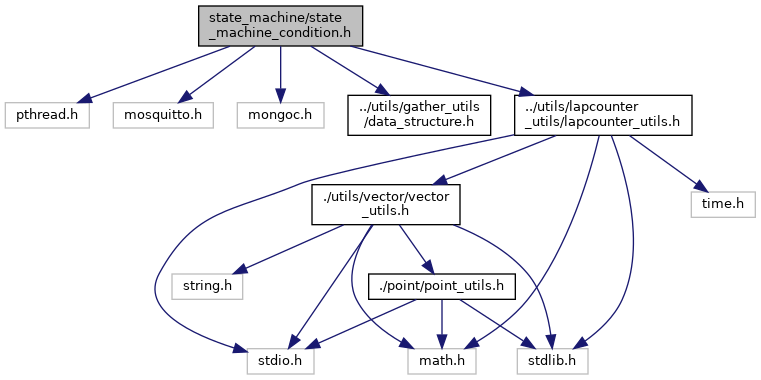 state_machine/state
_machine_condition.h
pthread.h
mosquitto.h
mongoc.h
../utils/gather_utils
/data_structure.h
../utils/lapcounter
_utils/lapcounter_utils.h
./utils/vector/vector
_utils.h
time.h
string.h
./point/point_utils.h
stdio.h
math.h
stdlib.h